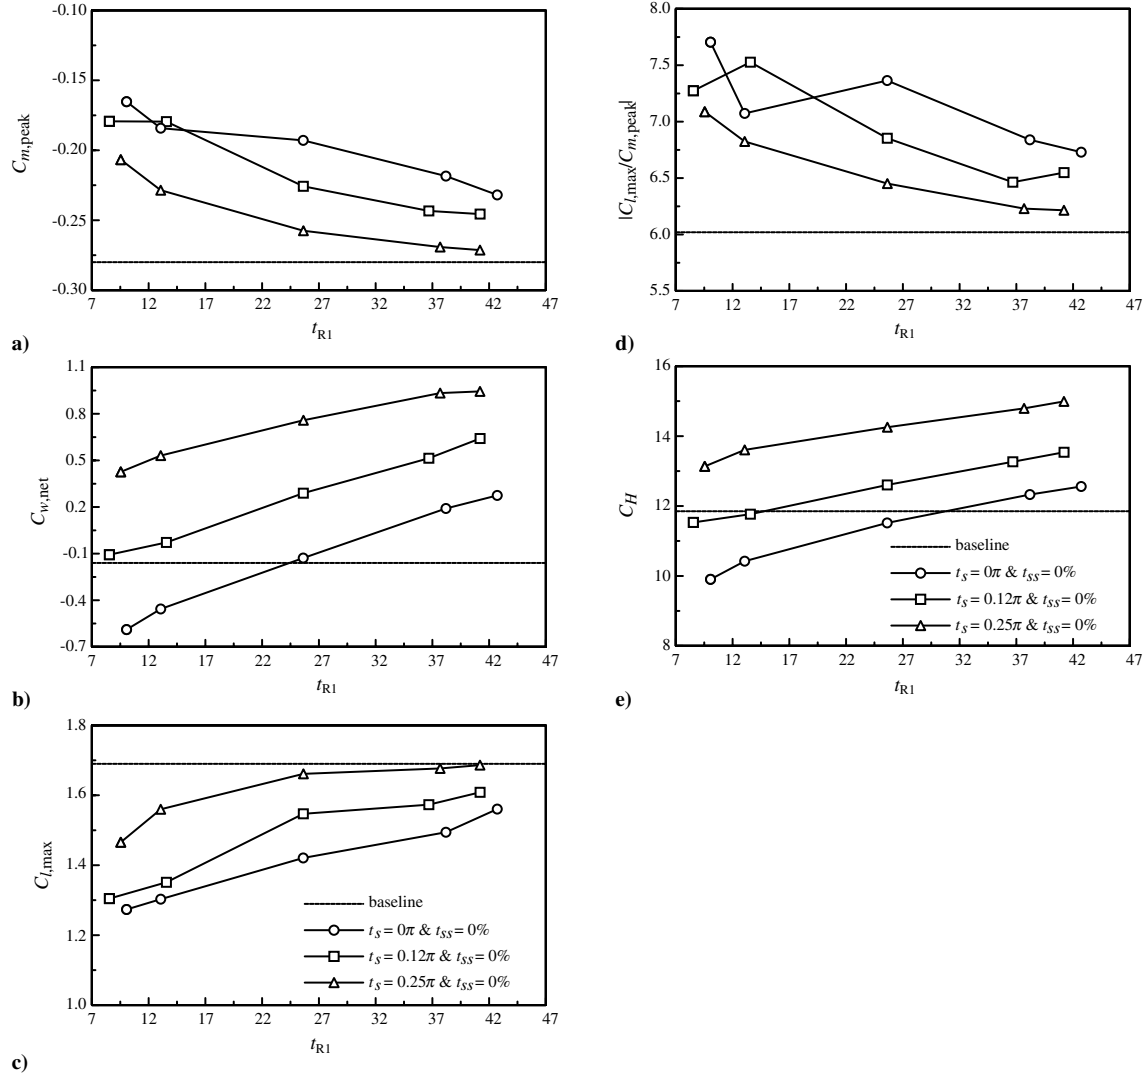 -0.10
-0.15
-0.20
-0.25
-0.30
C_m,peak
7 12 17 22 27 32 37 42 47
t_R1
a)
1.1
0.8
0.5
0.2
-0.1
-0.4
-0.7
C_w,net
7 12 17 22 27 32 37 42 47
t_R1
b)
1.8
1.6
1.4
1.2
1.0
C_l,max
baseline
t_s = 0π & t_ss = 0%
t_s = 0.12π & t_ss = 0%
t_s = 0.25π & t_ss = 0%
7 12 17 22 27 32 37 42 47
t_R1
c)
8.0
7.5
7.0
6.5
6.0
5.5
|C_l,max/C_m,peak|
7 12 17 22 27 32 37 42 47
t_R1
d)
16
14
12
10
8
C_H
baseline
t_s = 0π & t_ss = 0%
t_s = 0.12π & t_ss = 0%
t_s = 0.25π & t_ss = 0%
7 12 17 22 27 32 37 42 47
t_R1
e)